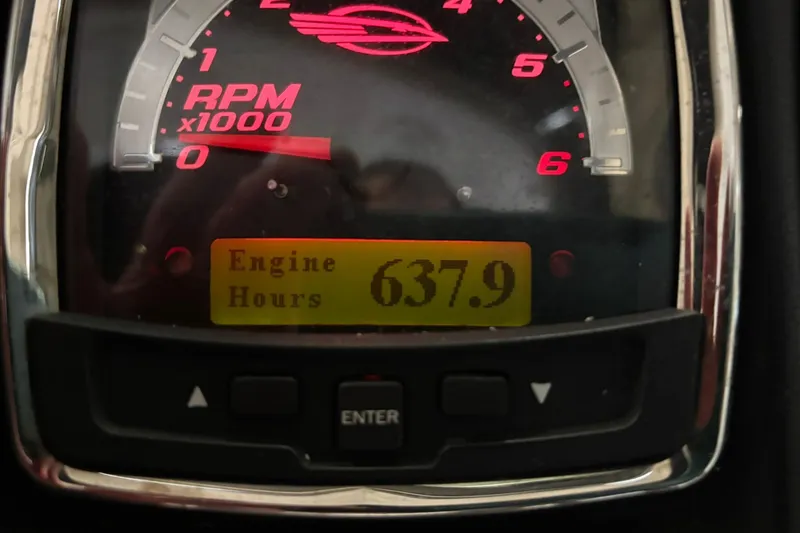 2 4
1 5
RPM
x1000
0 6
Engine
Hours 637.9
ENTER